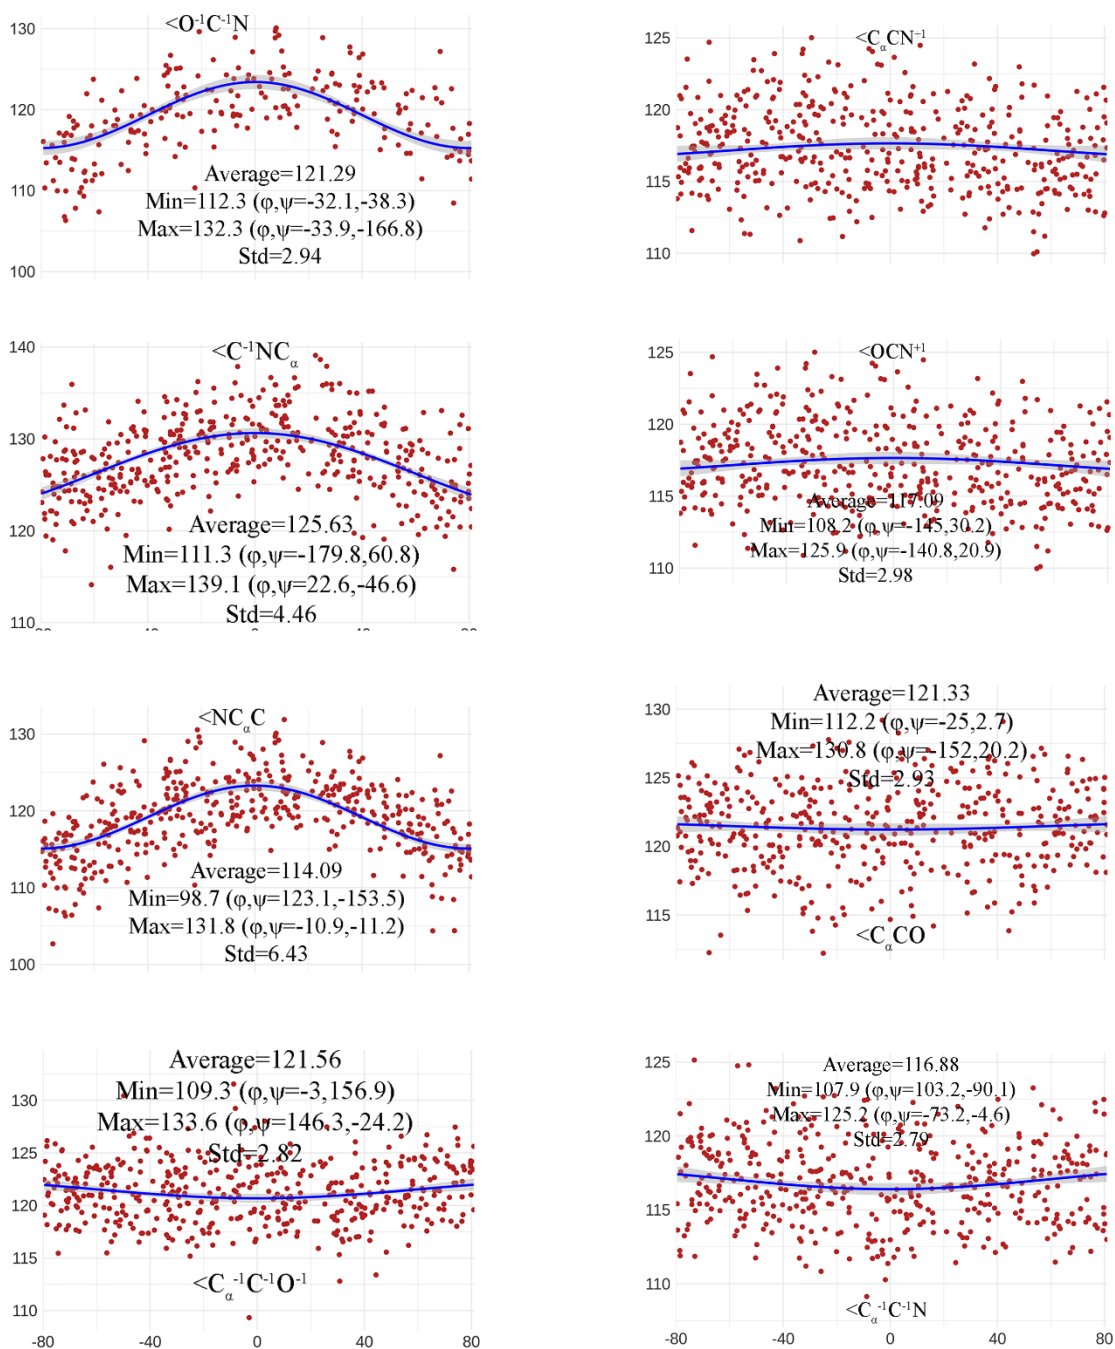 <O⁻¹C⁻¹N
130
120
110
100
Average=121.29
Min=112.3 (φ,ψ=-32.1,-38.3)
Max=132.3 (φ,ψ=-33.9,-166.8)
Std=2.94
<CαCN⁺¹
125
120
115
110
<C⁻¹NCα
140
130
120
110
Average=125.63
Min=111.3 (φ,ψ=-179.8,60.8)
Max=139.1 (φ,ψ=22.6,-46.6)
Std=4.46
<OCN⁺¹
125
120
115
110
Average=117.09
Min=108.2 (φ,ψ=-145,30.2)
Max=125.9 (φ,ψ=-140.8,20.9)
Std=2.98
<NCαC
130
120
110
100
Average=114.09
Min=98.7 (φ,ψ=123.1,-153.5)
Max=131.8 (φ,ψ=-10.9,-11.2)
Std=6.43
Average=121.33
Min=112.2 (φ,ψ=-25,2.7)
Max=130.8 (φ,ψ=-152,20.2)
Std=2.93
130
125
120
115
<CαCO
Average=121.56
Min=109.3 (φ,ψ=-3,156.9)
Max=133.6 (φ,ψ=146.3,-24.2)
Std=2.82
130
120
110
<Cα⁻¹C⁻¹O⁻¹
-80 -40 0 40 80
Average=116.88
Min=107.9 (φ,ψ=103.2,-90.1)
Max=125.2 (φ,ψ=-73.2,-4.6)
Std=2.79
125
120
115
110
<Cα⁻¹C⁻¹N
-80 -40 0 40 80